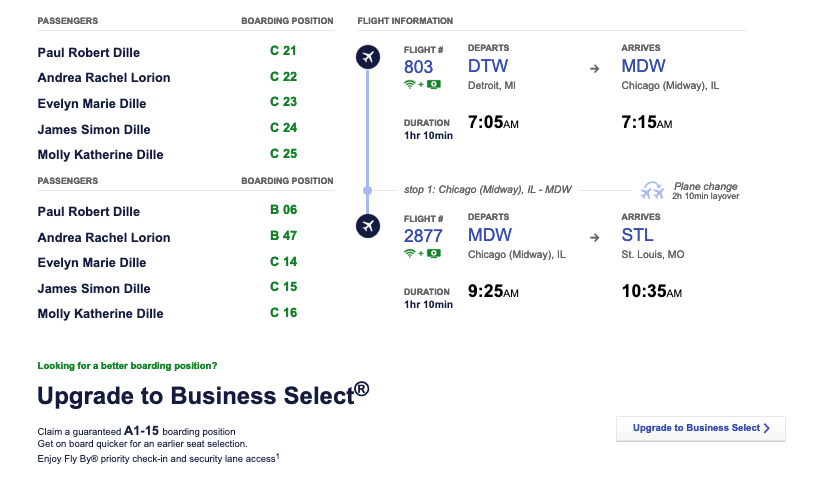 PASSENGERS BOARDING POSITION FLIGHT INFORMATION
Paul Robert Dille C 21
Andrea Rachel Lorion C 22
Evelyn Marie Dille C 23
James Simon Dille C 24
Molly Katherine Dille C 25
FLIGHT # DEPARTS ARRIVES
803 DTW MDW
+ Detroit, MI Chicago (Midway), IL
DURATION 7:05AM 7:15AM
1hr 10min
stop 1: Chicago (Midway), IL - MDW Plane change
2h 10min layover
PASSENGERS BOARDING POSITION
Paul Robert Dille B 06
Andrea Rachel Lorion B 47
Evelyn Marie Dille C 14
James Simon Dille C 15
Molly Katherine Dille C 16
FLIGHT # DEPARTS ARRIVES
2877 MDW STL
+ Chicago (Midway), IL St. Louis, MO
DURATION 9:25AM 10:35AM
1hr 10min
Looking for a better boarding position?
Upgrade to Business Select®
Claim a guaranteed A1-15 boarding position
Get on board quicker for an earlier seat selection.
Enjoy Fly By® priority check-in and security lane access1
Upgrade to Business Select